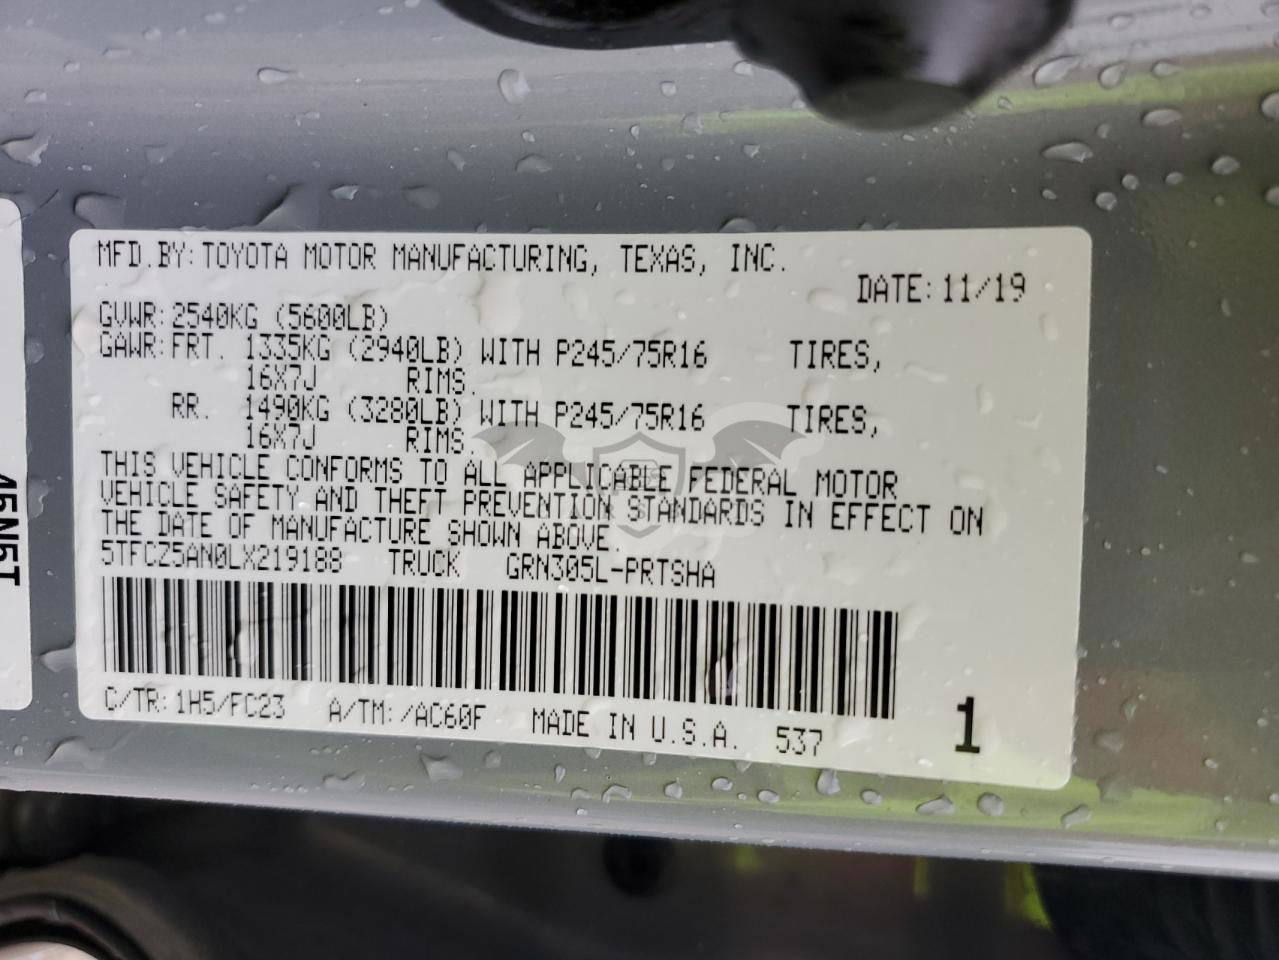 MFD.BY: TOYOTA MOTOR MANUFACTURING, TEXAS, INC.
DATE: 11/19
GVWR: 2540KG (5600LB)
GAWR: FRT. 1335KG (2940LB) WITH P245/75R16 TIRES,
16X7J RIMS.
RR. 1490KG (3280LB) WITH P245/75R16 TIRES,
16X7J RIMS.
THIS VEHICLE CONFORMS TO ALL APPLICABLE FEDERAL MOTOR
VEHICLE SAFETY AND THEFT PREVENTION STANDARDS IN EFFECT ON
THE DATE OF MANUFACTURE SHOWN ABOVE.
5TFCZ5AN0LX219188 TRUCK GRN305L-PRTSHA
C/TR: 1H5/FC23 A/TM: /AC60F MADE IN U.S.A. 537 1